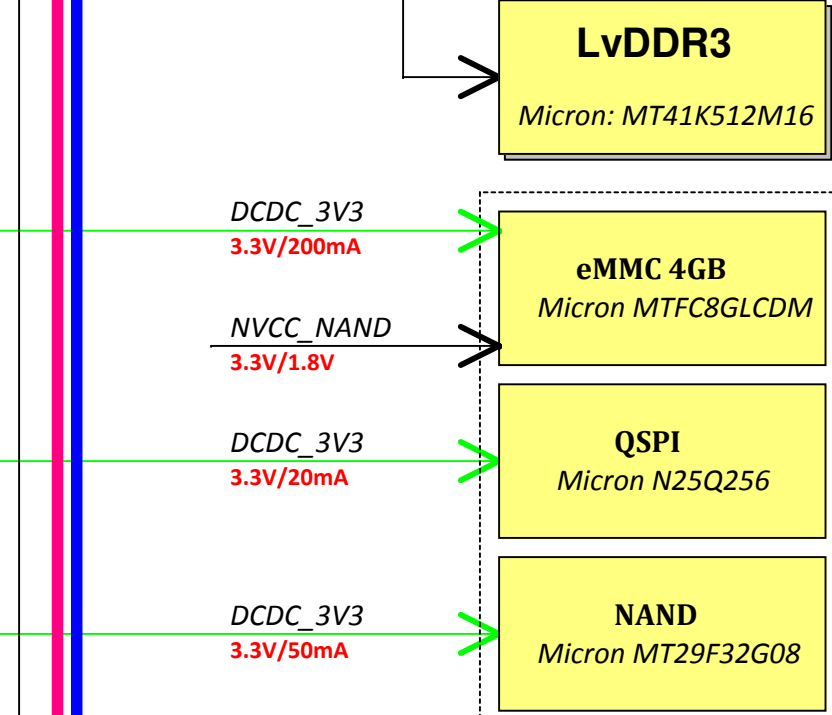 LvDDR3
Micron: MT41K512M16
DCDC_3V3
3.3V/200mA
eMMC 4GB
Micron MTFC8GLCDM
NVCC_NAND
3.3V/1.8V
DCDC_3V3
3.3V/20mA
QSPI
Micron N25Q256
DCDC_3V3
3.3V/50mA
NAND
Micron MT29F32G08